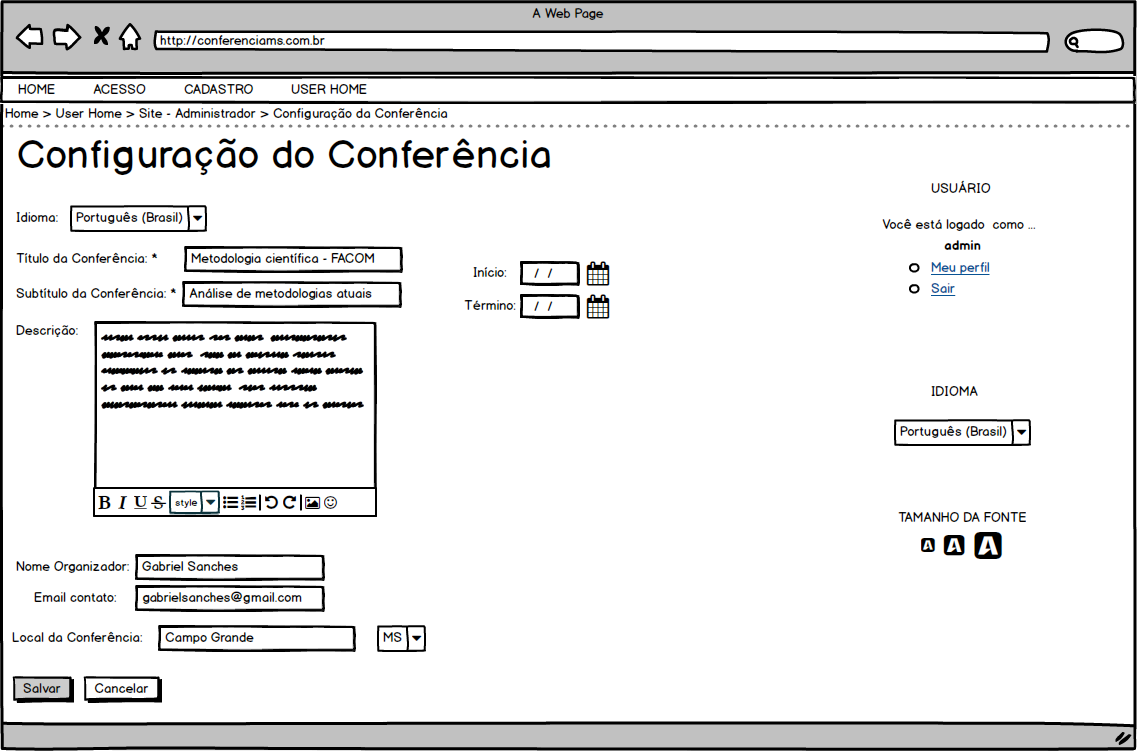 A Web Page
http://conferenciams.com.br
HOME ACESSO CADASTRO USER HOME
Home > User Home > Site - Administrador > Configuração da Conferência
Configuração do Conferência
Idioma: Português (Brasil)
Título da Conferência: * Metodologia científica - FACOM
Subtítulo da Conferência: * Análise de metodologias atuais
Início: / /
Término: / /
Descrição:
B I U S style
Nome Organizador: Gabriel Sanches
Email contato: gabrielsanches@gmail.com
Local da Conferência: Campo Grande MS
Salvar Cancelar
USUÁRIO
Você está logado como ...
admin
Meu perfil
Sair
IDIOMA
Português (Brasil)
TAMANHO DA FONTE
A A A